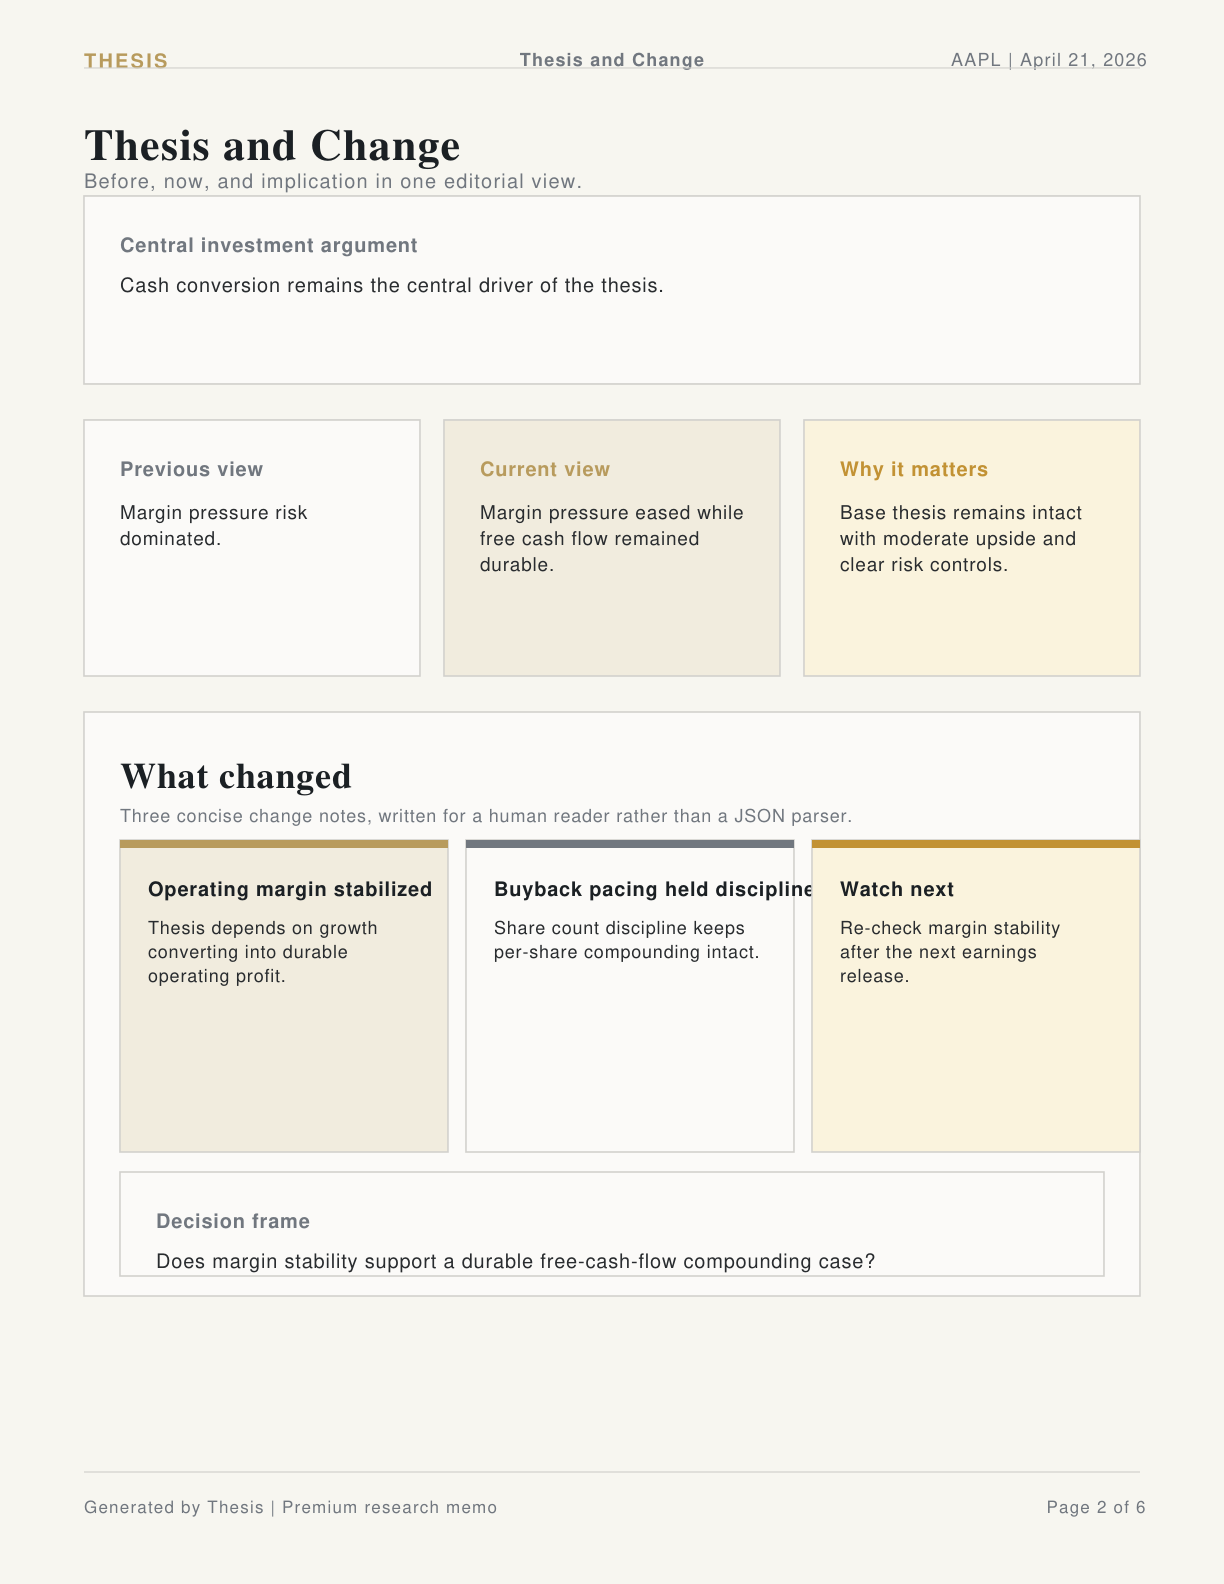 THESIS
Thesis and Change
AAPL | April 21, 2026
Thesis and Change
Before, now, and implication in one editorial view.
Central investment argument
Cash conversion remains the central driver of the thesis.
Previous view
Margin pressure risk
dominated.
Current view
Margin pressure eased while
free cash flow remained
durable.
Why it matters
Base thesis remains intact
with moderate upside and
clear risk controls.
What changed
Three concise change notes, written for a human reader rather than a JSON parser.
Operating margin stabilized
Thesis depends on growth
converting into durable
operating profit.
Buyback pacing held discipline
Share count discipline keeps
per-share compounding intact.
Watch next
Re-check margin stability
after the next earnings
release.
Decision frame
Does margin stability support a durable free-cash-flow compounding case?
Generated by Thesis | Premium research memo
Page 2 of 6